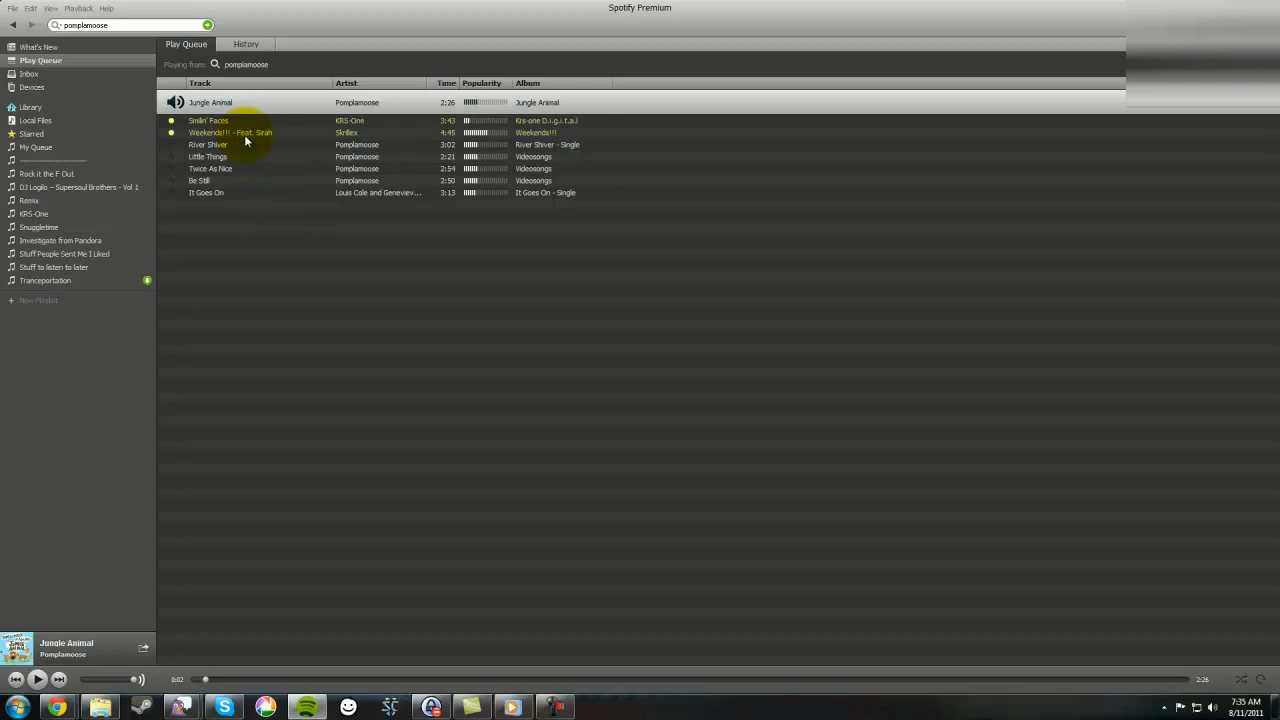 Spotify Premium
File Edit View Playback Help
pomplamoose
What's New
Play Queue
Inbox
Devices
Library
Local Files
Starred
My Queue
------------------------
Rock it the F Out
DJ Logilo – Supersoul Brothers - Vol 1
Remix
KRS-One
Snuggletime
Investigate from Pandora
Stuff People Sent Me I Liked
Stuff to listen to later
Tranceportation
New Playlist
Play Queue History
Playing from: pomplamoose
Track Artist Time Popularity Album
Jungle Animal Pomplamoose 2:26 Jungle Animal
Smilin' Faces KRS-One 3:43 Krs-one D.i.g.i.t.a.l
Weekends!!! - Feat. Sirah Skrillex 4:45 Weekends!!!
River Shiver Pomplamoose 3:02 River Shiver - Single
Little Things Pomplamoose 2:21 Videosongs
Twice As Nice Pomplamoose 2:54 Videosongs
Be Still Pomplamoose 2:50 Videosongs
It Goes On Louis Cole and Geneviev... 3:13 It Goes On - Single
Jungle Animal
Pomplamoose
0:02 2:26
7:35 AM
8/11/2011